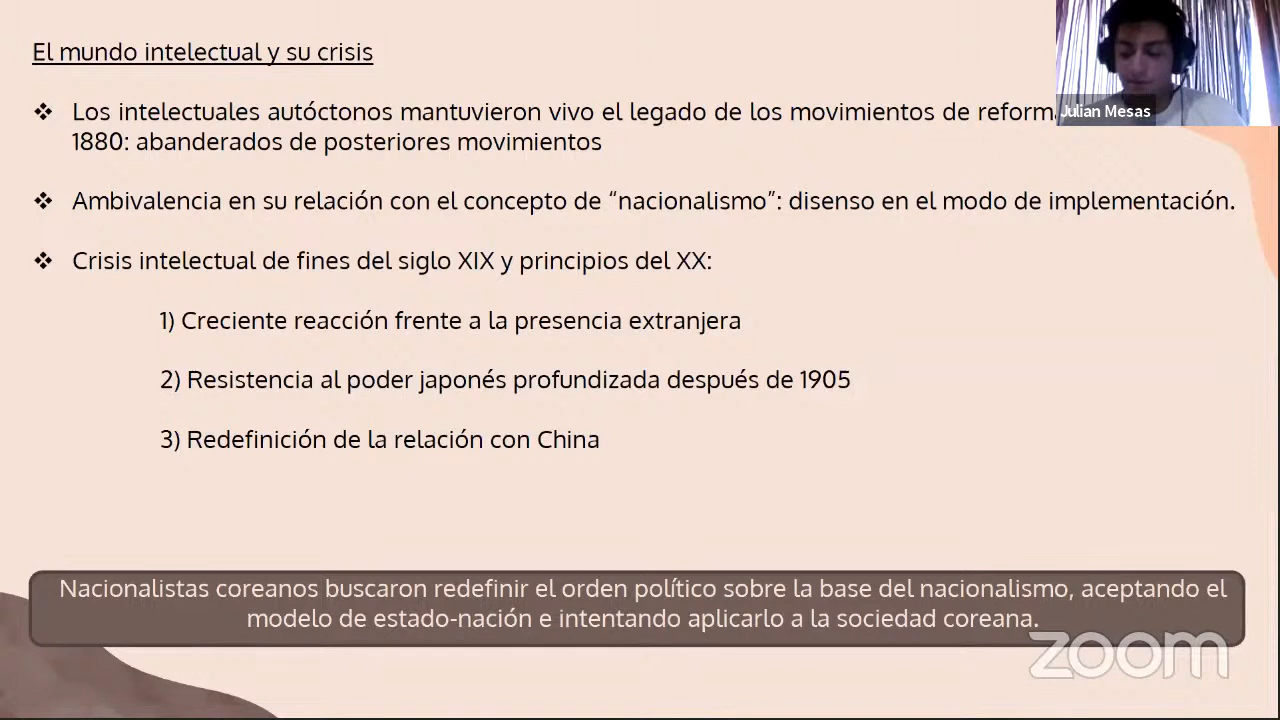 El mundo intelectual y su crisis
Julian Mesas
❖ Los intelectuales autóctonos mantuvieron vivo el legado de los movimientos de
1880: abanderados de posteriores movimientos
❖ Ambivalencia en su relación con el concepto de “nacionalismo”: disenso en el modo de implementación.
❖ Crisis intelectual de fines del siglo XIX y principios del XX:
1) Creciente reacción frente a la presencia extranjera
2) Resistencia al poder japonés profundizada después de 1905
3) Redefinición de la relación con China
Nacionalistas coreanos buscaron redefinir el orden político sobre la base del nacionalismo, aceptando el
modelo de estado-nación e intentando aplicarlo a la sociedad coreana.
zoom